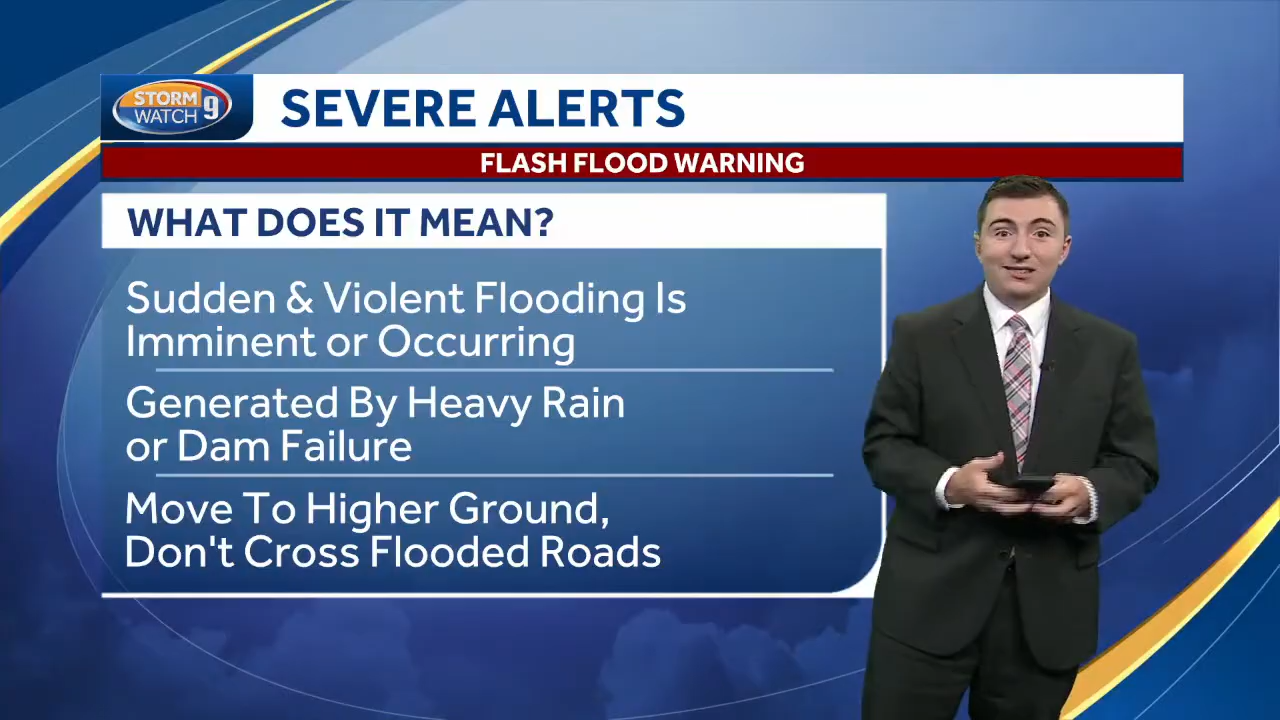 STORM
WATCH 9
SEVERE ALERTS
FLASH FLOOD WARNING
WHAT DOES IT MEAN?
Sudden & Violent Flooding Is
Imminent or Occurring
Generated By Heavy Rain
or Dam Failure
Move To Higher Ground,
Don't Cross Flooded Roads